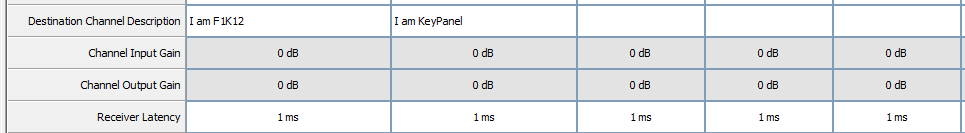 Destination Channel Description I am F1K12 I am KeyPanel
Channel Input Gain 0 dB 0 dB 0 dB 0 dB 0 dB
Channel Output Gain 0 dB 0 dB 0 dB 0 dB 0 dB
Receiver Latency 1 ms 1 ms 1 ms 1 ms 1 ms